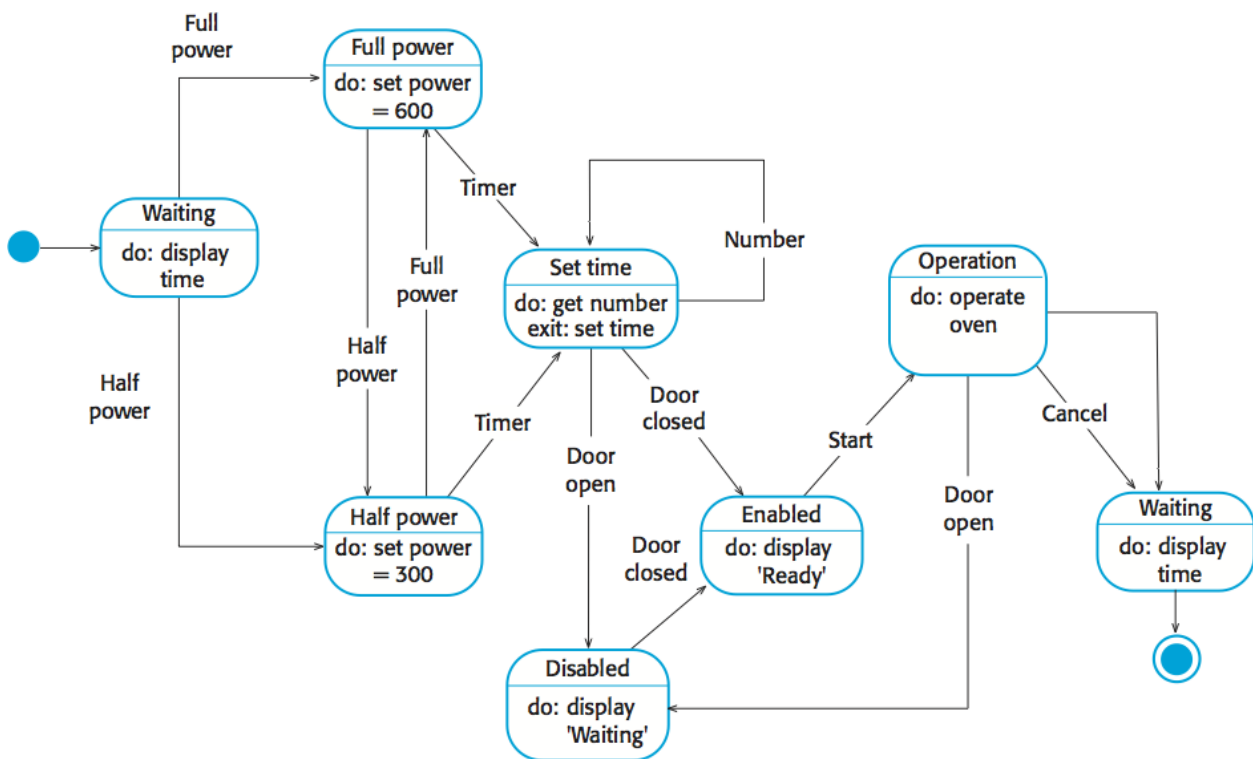 Full
power
Full power
do: set power
= 600
Timer
Waiting
do: display
time
Full
power
Number
Set time
do: get number
exit: set time
Operation
do: operate
oven
Half
power
Half
power
Door
closed
Cancel
Timer
Start
Door
open
Door
open
Half power
do: set power
= 300
Enabled
do: display
'Ready'
Waiting
do: display
time
Door
closed
Disabled
do: display
'Waiting'